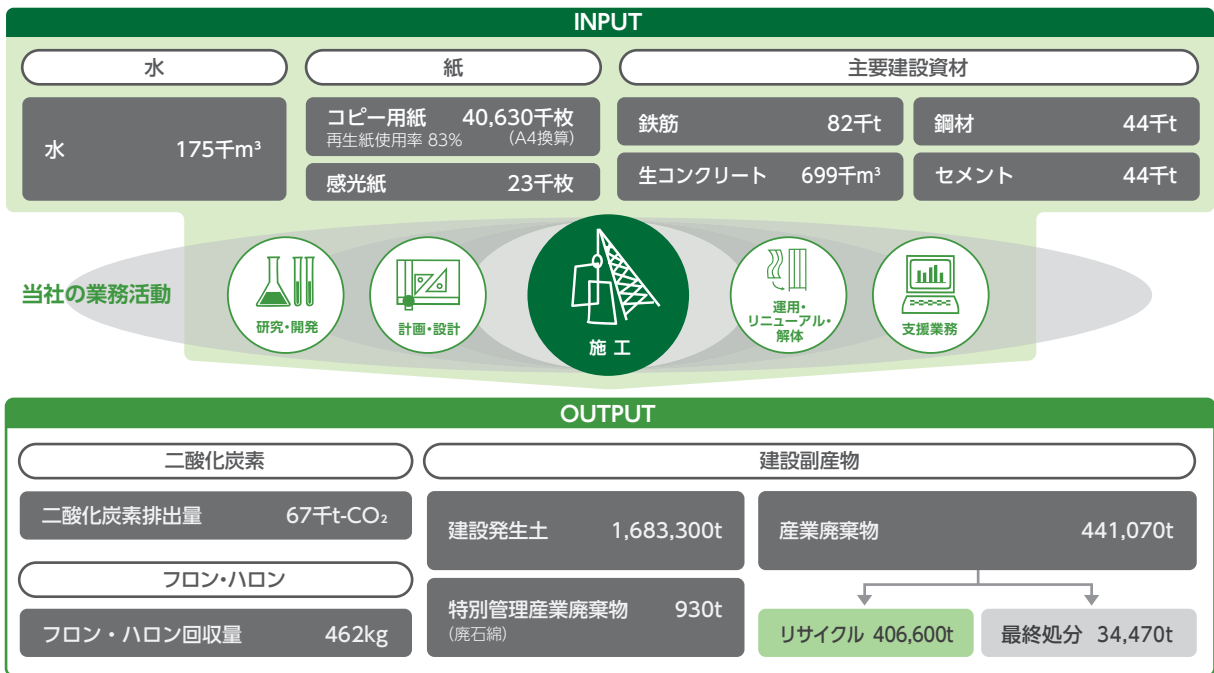 INPUT
水
紙
主要建設資材
水 175千m³
コピー用紙 40,630千枚
再生紙使用率 83% (A4換算)
感光紙 23千枚
鉄筋 82千t
鋼材 44千t
生コンクリート 699千m³
セメント 44千t
当社の業務活動
研究・開発
計画・設計
施工
運用・
リニューアル・
解体
支援業務
OUTPUT
二酸化炭素
建設副産物
二酸化炭素排出量 67千t-CO₂
フロン・ハロン
フロン・ハロン回収量 462kg
建設発生土 1,683,300t
産業廃棄物 441,070t
特別管理産業廃棄物 930t
(廃石綿)
リサイクル 406,600t
最終処分 34,470t